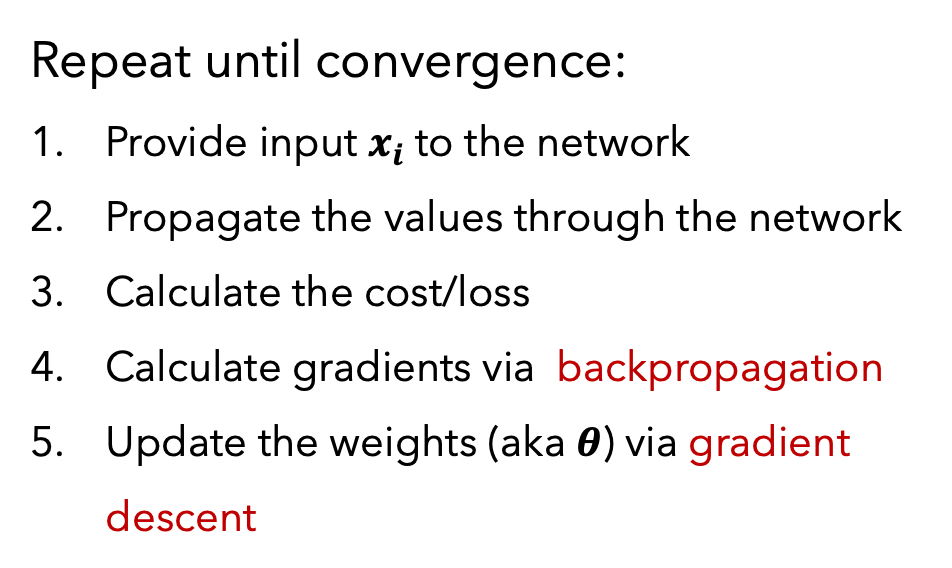 Repeat until convergence:
1. Provide input xᵢ to the network
2. Propagate the values through the network
3. Calculate the cost/loss
4. Calculate gradients via backpropagation
5. Update the weights (aka θ) via gradient
descent